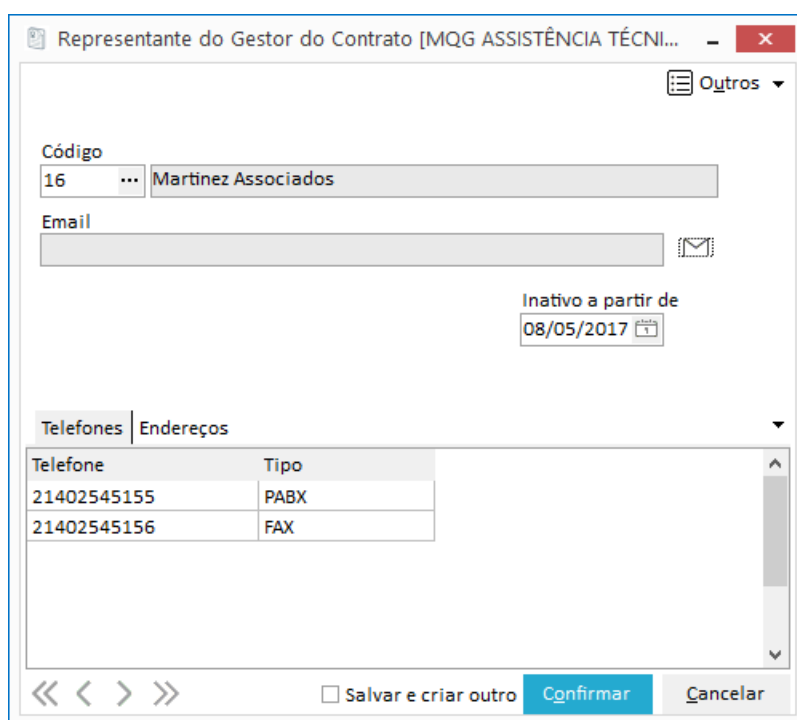 Representante do Gestor do Contrato [MQG ASSISTÊNCIA TÉCNI...
Outros
Código
16 ... Martinez Associados
Email
Inativo a partir de
08/05/2017
Telefones Endereços
Telefone Tipo
21402545155 PABX
21402545156 FAX
Salvar e criar outro Confirmar Cancelar